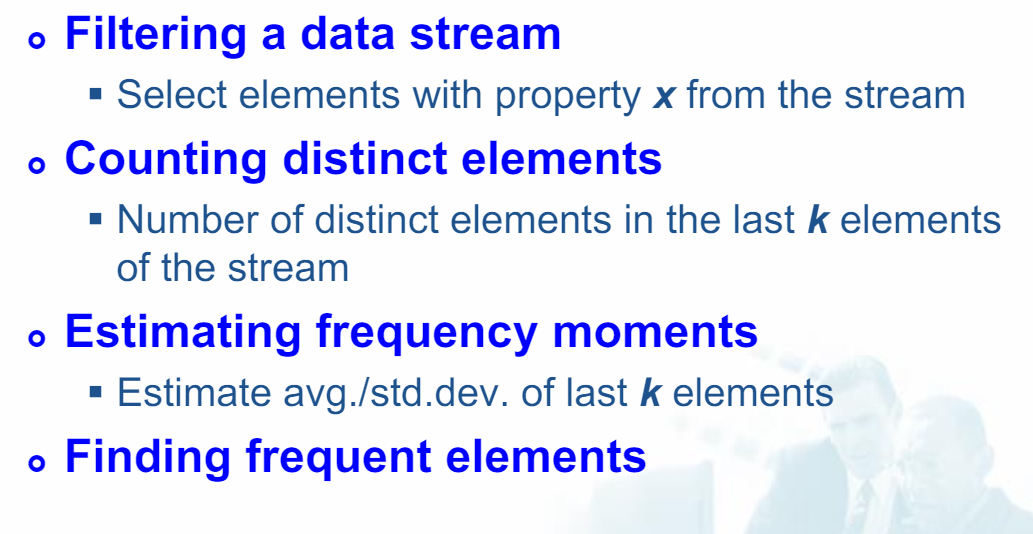 Filtering a data stream
Select elements with property x from the stream
Counting distinct elements
Number of distinct elements in the last k elements
of the stream
Estimating frequency moments
Estimate avg./std.dev. of last k elements
Finding frequent elements